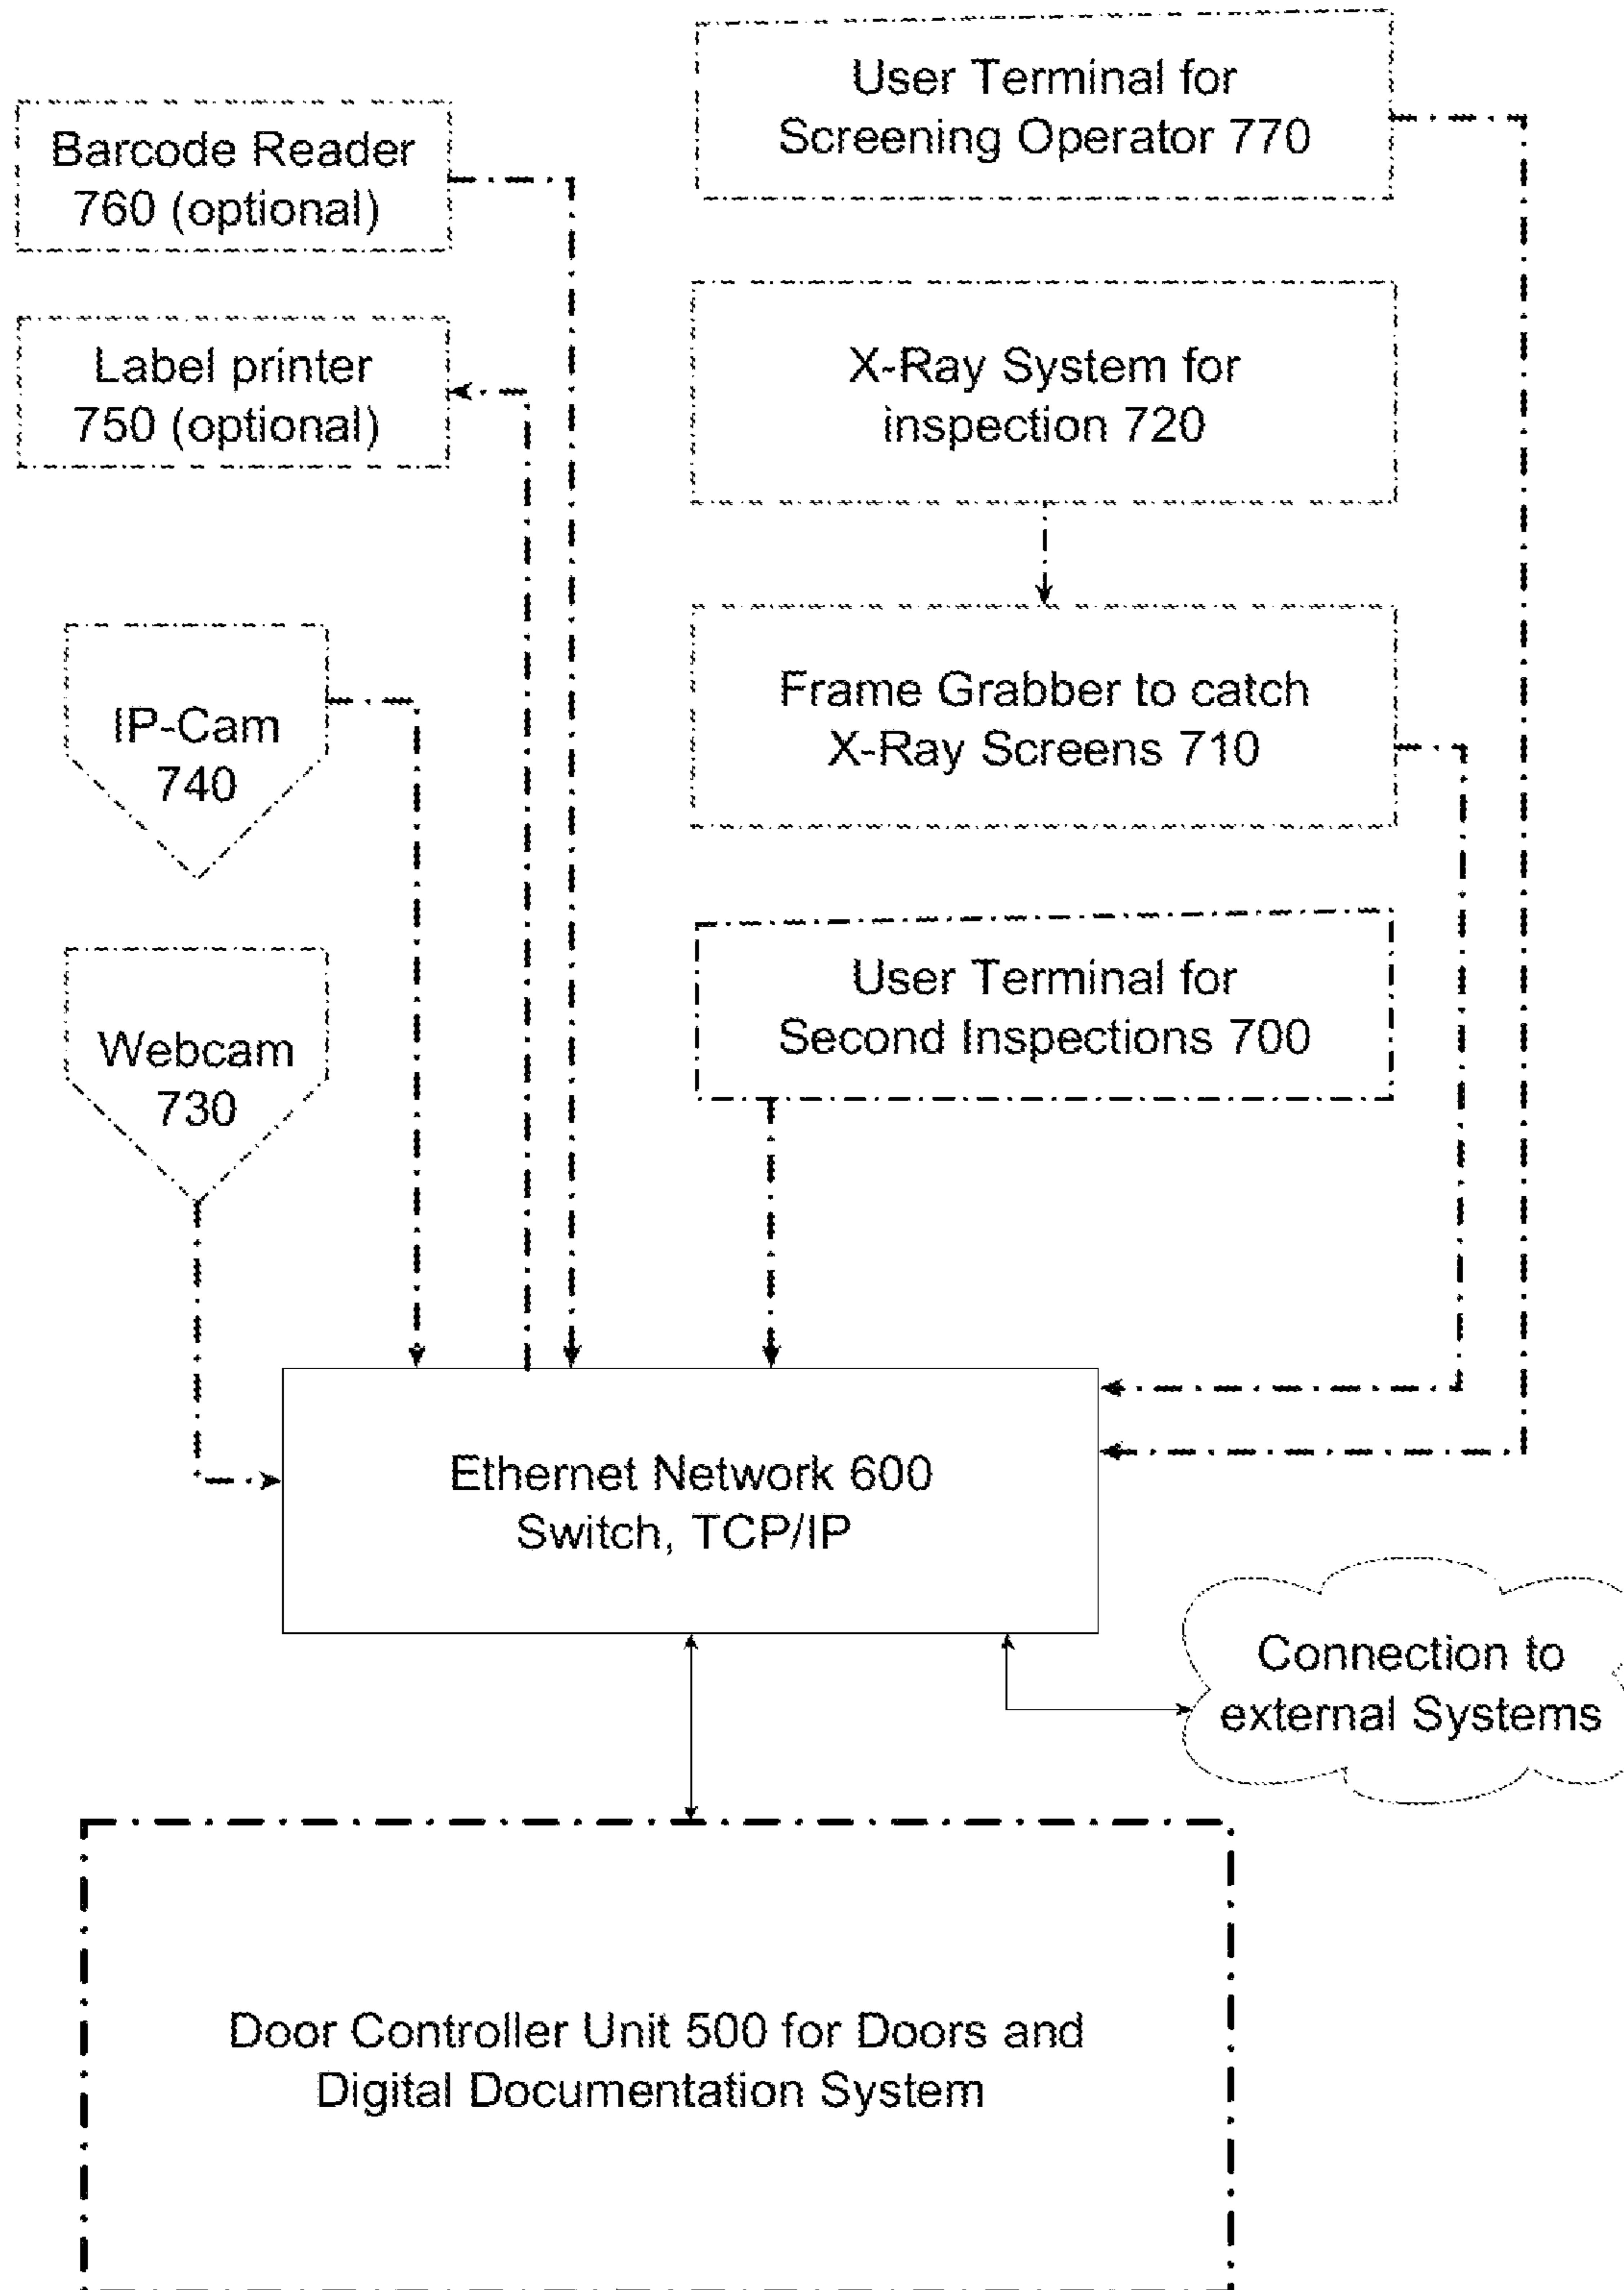 User Terminal for
Screening Operator 770
Barcode Reader
760 (optional)
Label printer
750 (optional)
X-Ray System for
inspection 720
IP-Cam
740
Frame Grabber to catch
X-Ray Screens 710
Webcam
730
User Terminal for
Second Inspections 700
Ethernet Network 600
Switch, TCP/IP
Connection to
external Systems
Door Controller Unit 500 for Doors and
Digital Documentation System